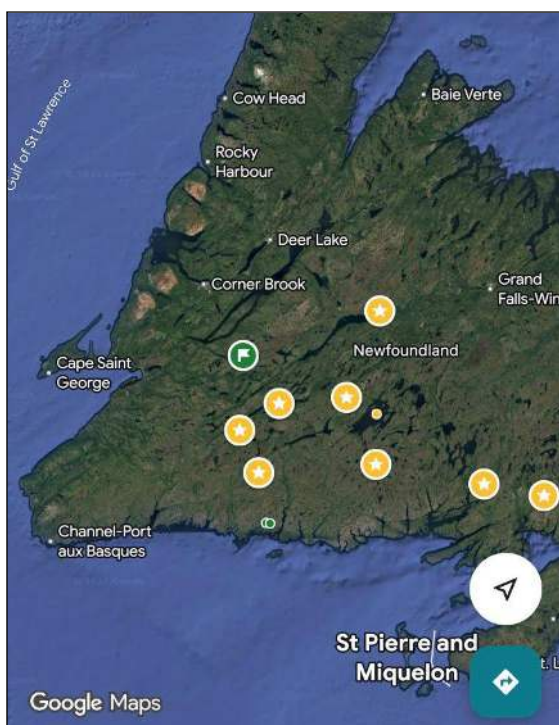 Gulf of St Lawrence
Cow Head
Baie Verte
Rocky
Harbour
Deer Lake
Corner Brook
Grand
Falls-Win
Newfoundland
Cape Saint
George
Channel-Port
aux Basques
St Pierre and
Miquelon
t. L
Google Maps